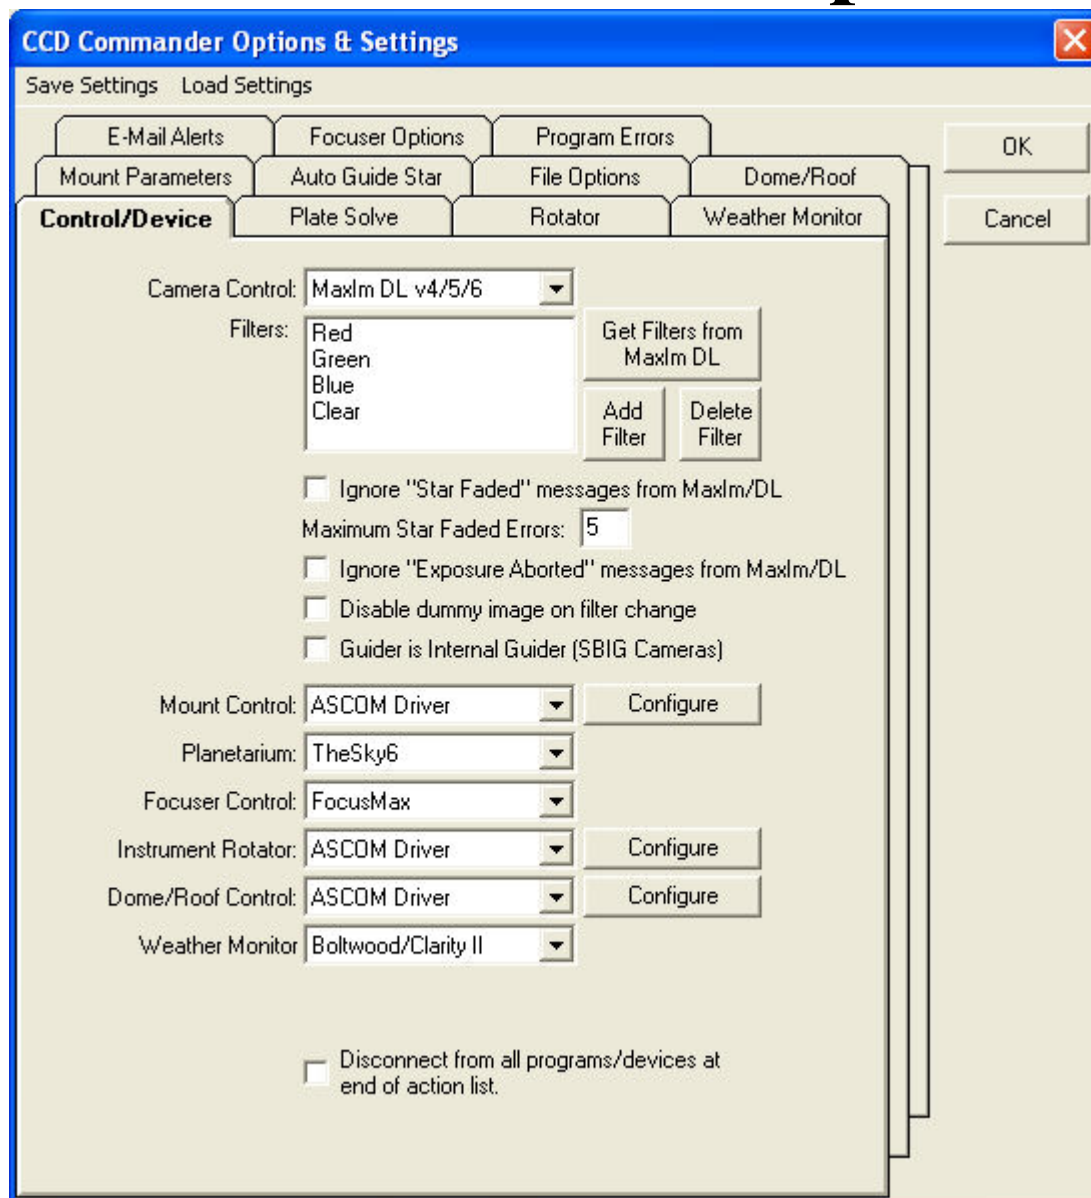 CCD Commander Options & Settings
Save Settings Load Settings
E-Mail Alerts Focuser Options Program Errors
Mount Parameters Auto Guide Star File Options Dome/Roof
Control/Device Plate Solve Rotator Weather Monitor
OK
Cancel
Camera Control: MaxIm DL v4/5/6
Filters:
Red
Green
Blue
Clear
Get Filters from
MaxIm DL
Add
Filter
Delete
Filter
Ignore "Star Faded" messages from MaxIm/DL
Maximum Star Faded Errors: 5
Ignore "Exposure Aborted" messages from MaxIm/DL
Disable dummy image on filter change
Guider is Internal Guider (SBIG Cameras)
Mount Control: ASCOM Driver Configure
Planetarium: TheSky6
Focuser Control: FocusMax
Instrument Rotator: ASCOM Driver Configure
Dome/Roof Control: ASCOM Driver Configure
Weather Monitor Boltwood/Clarity II
Disconnect from all programs/devices at
end of action list.